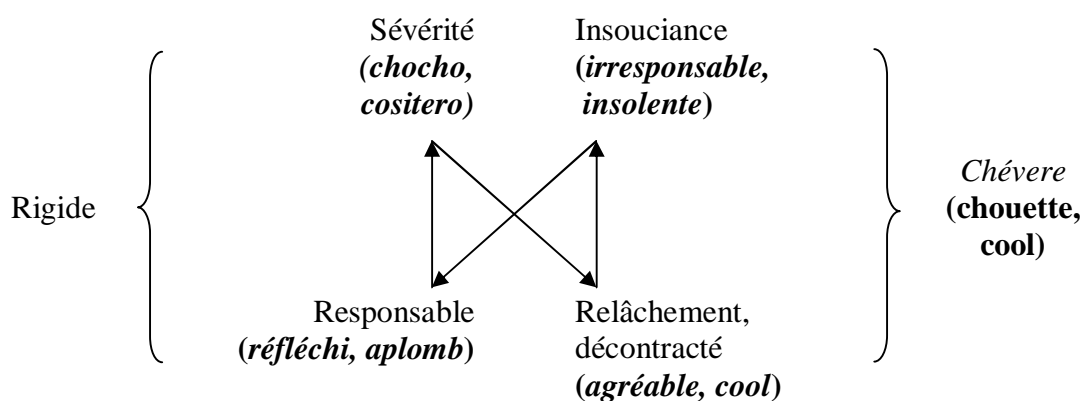 Sévérité
(chocho,
cositero)
Insouciance
(irresponsable,
insolente)
Rigide
Chévere
(chouette,
cool)
Responsable
(réfléchi, aplomb)
Relâchement,
décontracté
(agréable, cool)